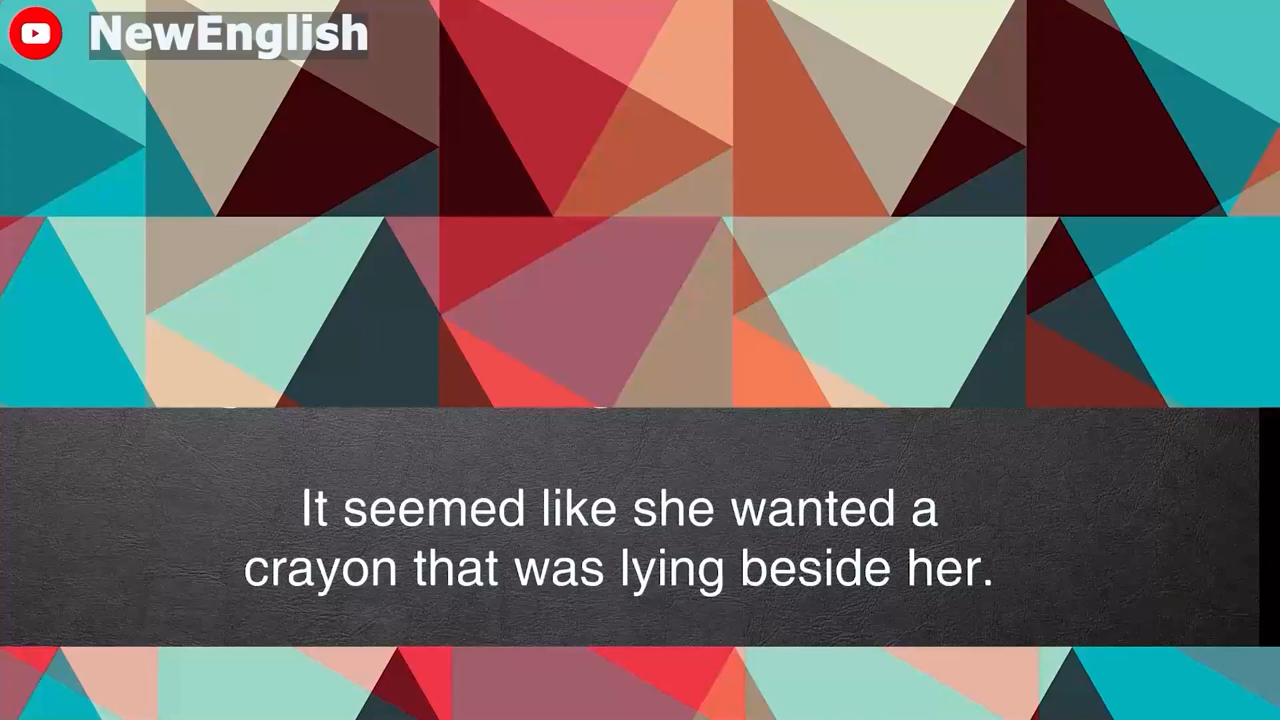 NewEnglish
It seemed like she wanted a
crayon that was lying beside her.